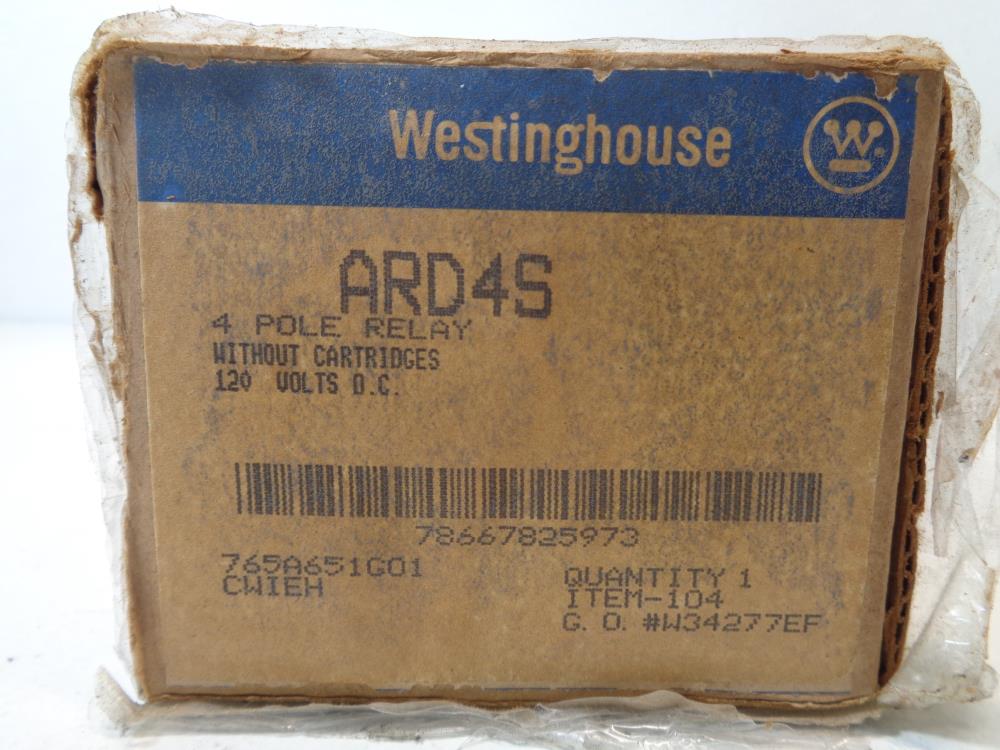 Westinghouse
W
ARD4S
4 POLE RELAY
WITHOUT CARTRIDGES
120 VOLTS D.C.
78667825973
765A651G01
CWIEH
QUANTITY 1
ITEM-104
G. O. #W34277EF